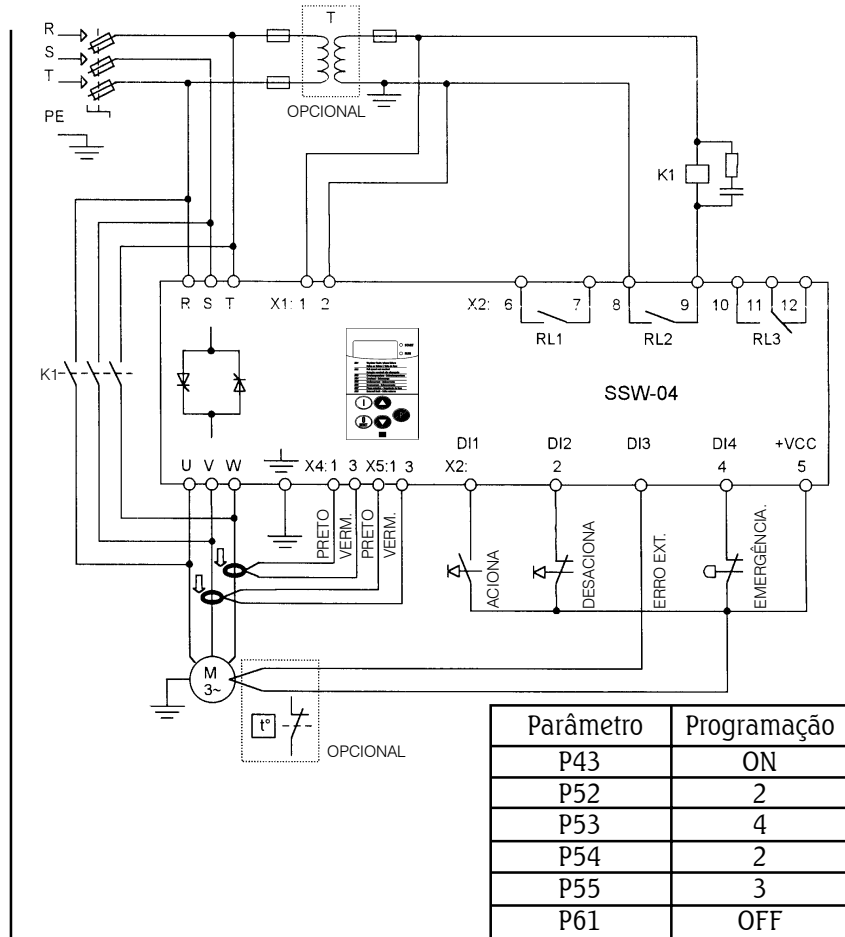 T
R
S
T
PE
OPCIONAL
K1
R S T X1: 1 2 X2: 6 7 8 9 10 11 12
RL1 RL2 RL3
K1
SSW-04
DI1 DI2 DI3 DI4 +VCC
U V W X4: 1 3 X5: 1 3 X2: 2 4 5
PRETO
VERM.
PRETO
VERM.
ACIONA
DESACIONA
ERRO EXT.
EMERGÊNCIA.
M
3~
t°
OPCIONAL
Parâmetro Programação
P43 ON
P52 2
P53 4
P54 2
P55 3
P61 OFF